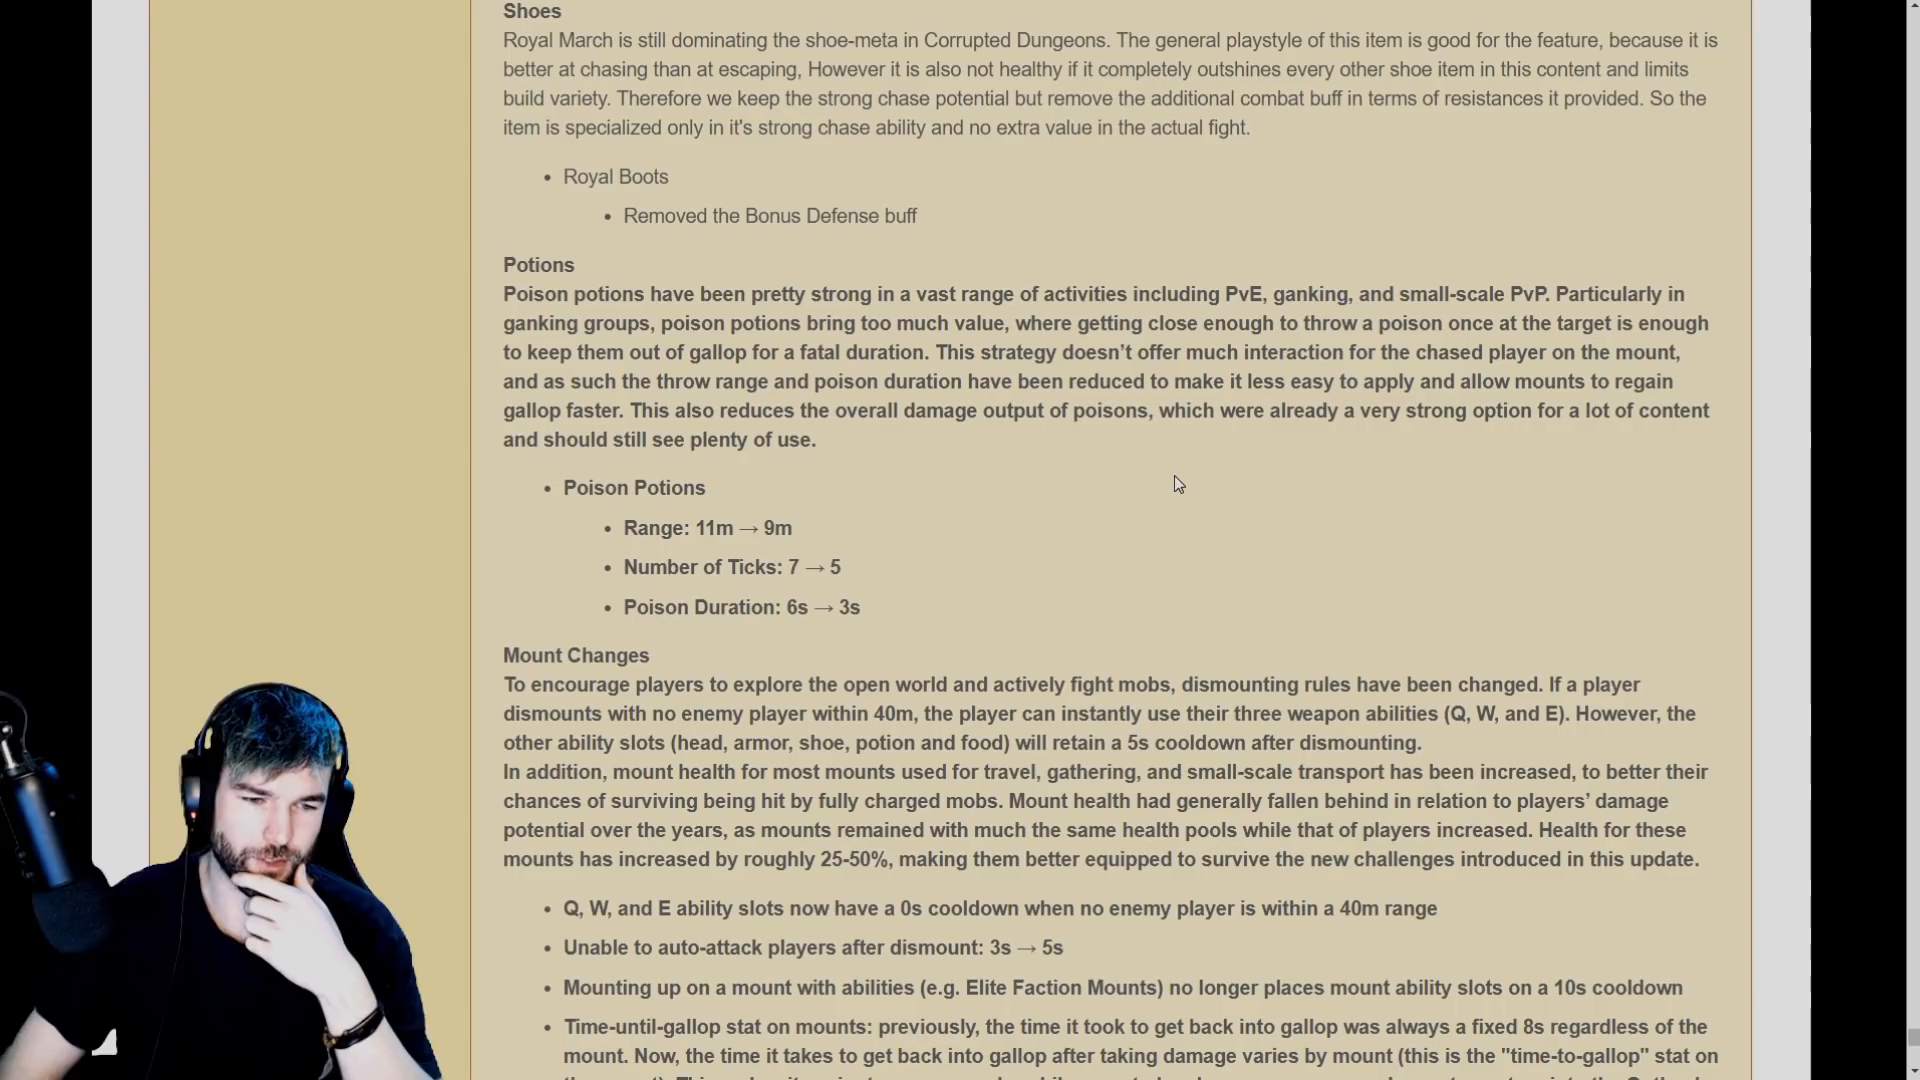 Shoes
Royal March is still dominating the shoe-meta in Corrupted Dungeons. The general playstyle of this item is good for the feature, because it is
better at chasing than at escaping, However it is also not healthy if it completely outshines every other shoe item in this content and limits
build variety. Therefore we keep the strong chase potential but remove the additional combat buff in terms of resistances it provided. So the
item is specialized only in it's strong chase ability and no extra value in the actual fight.
• Royal Boots
• Removed the Bonus Defense buff
Potions
Poison potions have been pretty strong in a vast range of activities including PvE, ganking, and small-scale PvP. Particularly in
ganking groups, poison potions bring too much value, where getting close enough to throw a poison once at the target is enough
to keep them out of gallop for a fatal duration. This strategy doesn’t offer much interaction for the chased player on the mount,
and as such the throw range and poison duration have been reduced to make it less easy to apply and allow mounts to regain
gallop faster. This also reduces the overall damage output of poisons, which were already a very strong option for a lot of content
and should still see plenty of use.
• Poison Potions
• Range: 11m → 9m
• Number of Ticks: 7 → 5
• Poison Duration: 6s → 3s
Mount Changes
To encourage players to explore the open world and actively fight mobs, dismounting rules have been changed. If a player
dismounts with no enemy player within 40m, the player can instantly use their three weapon abilities (Q, W, and E). However, the
other ability slots (head, armor, shoe, potion and food) will retain a 5s cooldown after dismounting.
In addition, mount health for most mounts used for travel, gathering, and small-scale transport has been increased, to better their
chances of surviving being hit by fully charged mobs. Mount health had generally fallen behind in relation to players’ damage
potential over the years, as mounts remained with much the same health pools while that of players increased. Health for these
mounts has increased by roughly 25-50%, making them better equipped to survive the new challenges introduced in this update.
• Q, W, and E ability slots now have a 0s cooldown when no enemy player is within a 40m range
• Unable to auto-attack players after dismount: 3s → 5s
• Mounting up on a mount with abilities (e.g. Elite Faction Mounts) no longer places mount ability slots on a 10s cooldown
• Time-until-gallop stat on mounts: previously, the time it took to get back into gallop was always a fixed 8s regardless of the
mount. Now, the time it takes to get back into gallop after taking damage varies by mount (this is the "time-to-gallop" stat on